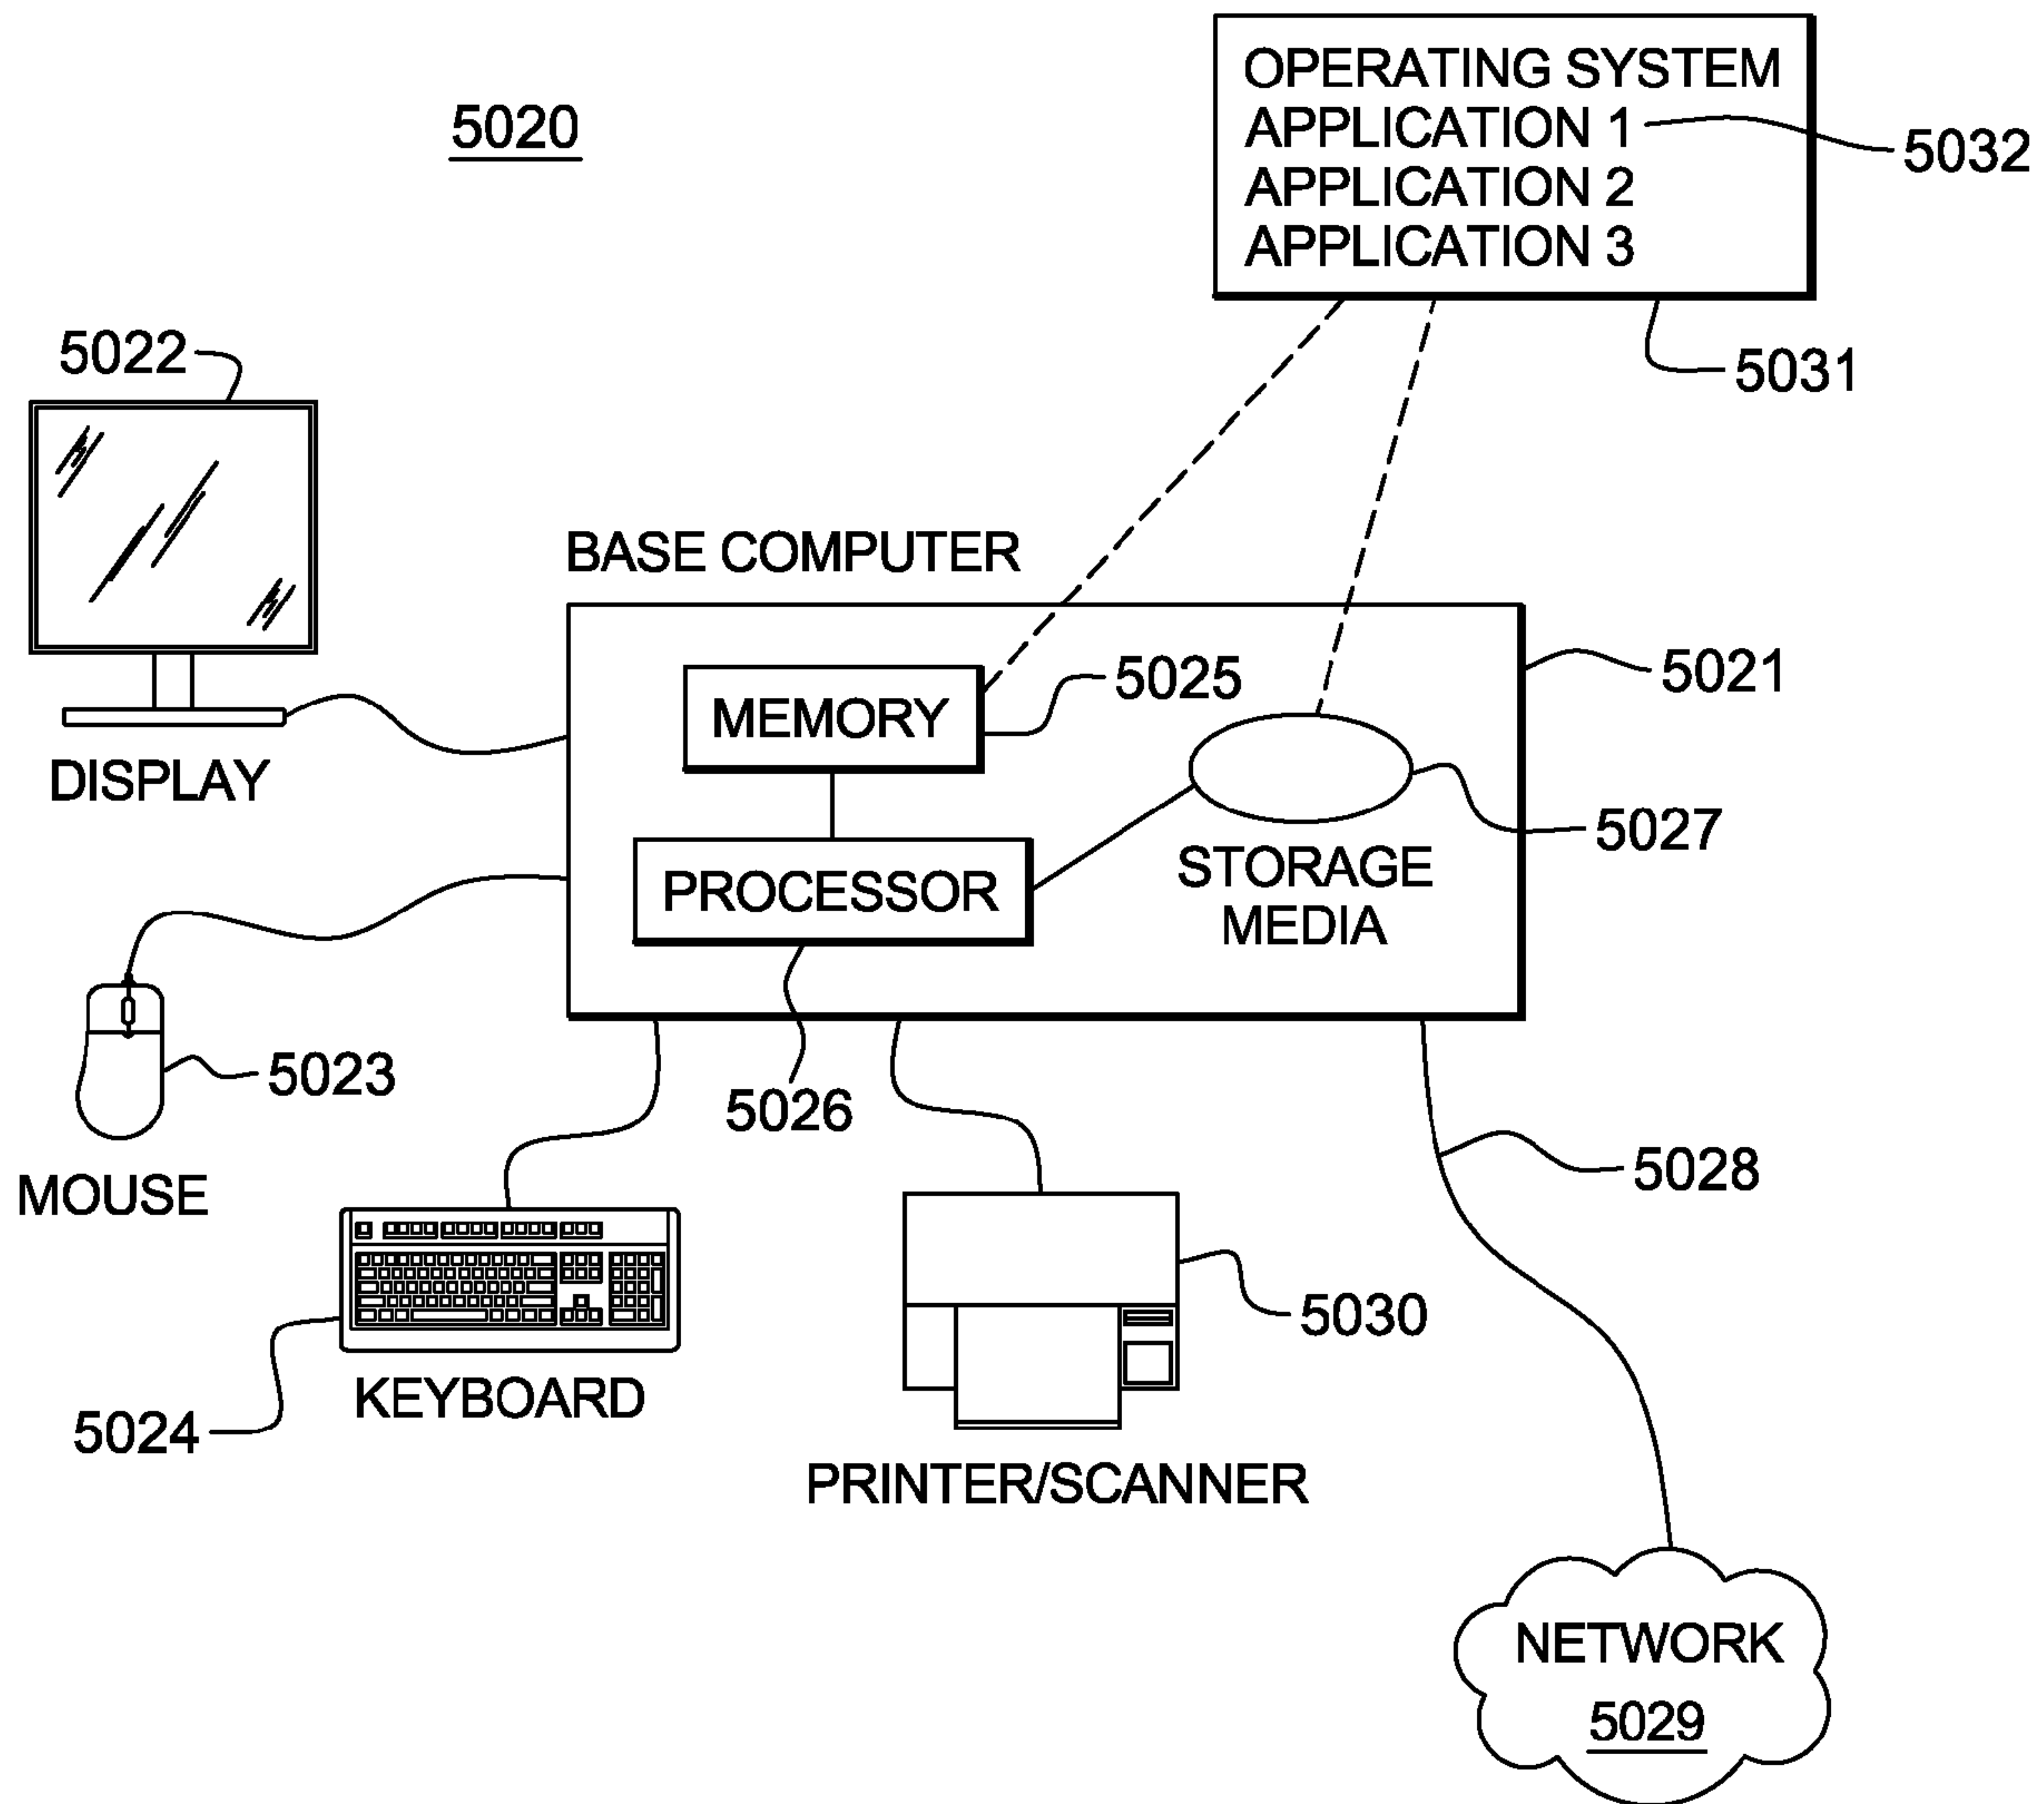 OPERATING SYSTEM
APPLICATION 1
APPLICATION 2
APPLICATION 3
5020
5032
5031
5022
BASE COMPUTER
5021
MEMORY
5025
DISPLAY
5027
PROCESSOR
STORAGE
MEDIA
5023
5026
MOUSE
5028
5030
KEYBOARD
5024
PRINTER/SCANNER
NETWORK
5029